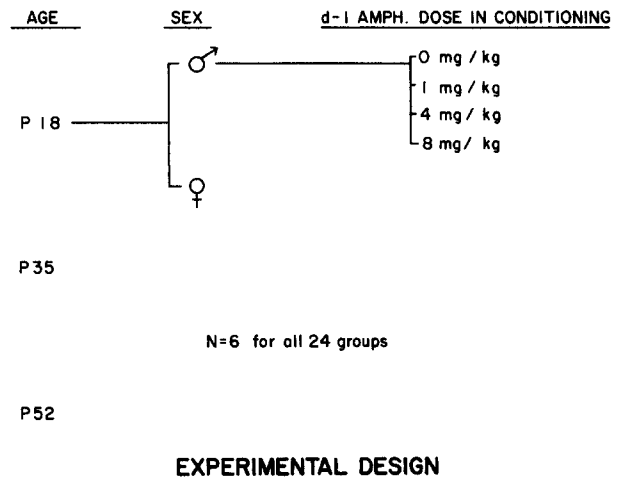 AGE SEX d-l AMPH. DOSE IN CONDITIONING
0 mg/kg
1 mg/kg
P18 4 mg/kg
8 mg/kg
P35
N=6 for all 24 groups
P52
EXPERIMENTAL DESIGN